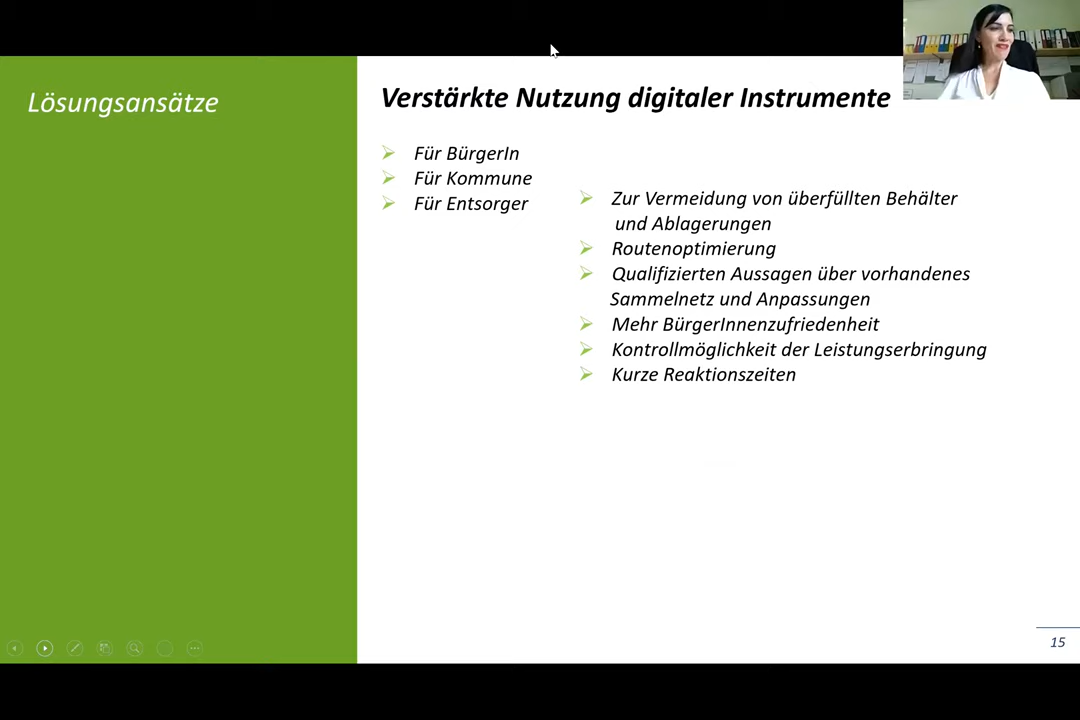 Lösungsansätze
Verstärkte Nutzung digitaler Instrumente
Für BürgerIn
Für Kommune
Für Entsorger
Zur Vermeidung von überfüllten Behälter
und Ablagerungen
Routenoptimierung
Qualifizierten Aussagen über vorhandenes
Sammelnetz und Anpassungen
Mehr BürgerInnenzufriedenheit
Kontrollmöglichkeit der Leistungserbringung
Kurze Reaktionszeiten
15